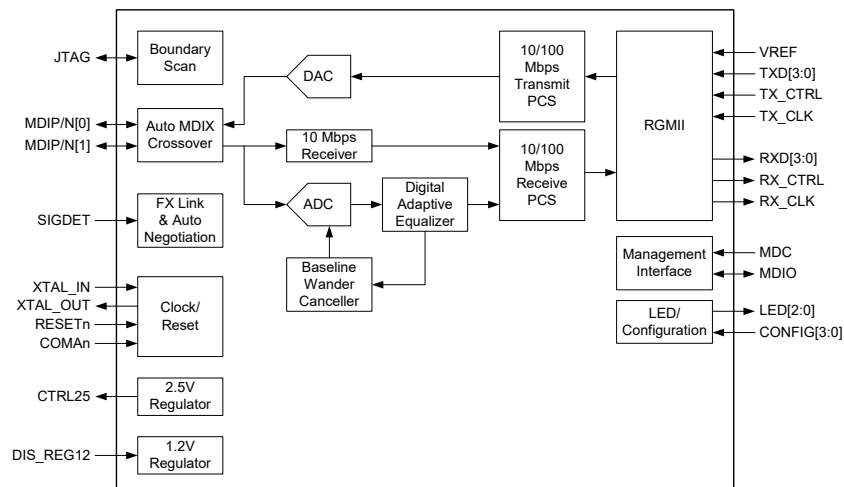 JTAG
Boundary
Scan
DAC
10/100
Mbps
Transmit
PCS
RGMII
VREF
TXD[3:0]
TX_CTRL
TX_CLK
MDIP/N[0]
MDIP/N[1]
Auto MDIX
Crossover
10 Mbps
Receiver
10/100
Mbps
Receive
PCS
RXD[3:0]
RX_CTRL
RX_CLK
SIGDET
FX Link
& Auto
Negotiation
ADC
Digital
Adaptive
Equalizer
Baseline
Wander
Canceller
Management
Interface
MDC
MDIO
XTAL_IN
XTAL_OUT
RESETn
COMAn
Clock/
Reset
LED/
Configuration
LED[2:0]
CONFIG[3:0]
CTRL25
2.5V
Regulator
DIS_REG12
1.2V
Regulator